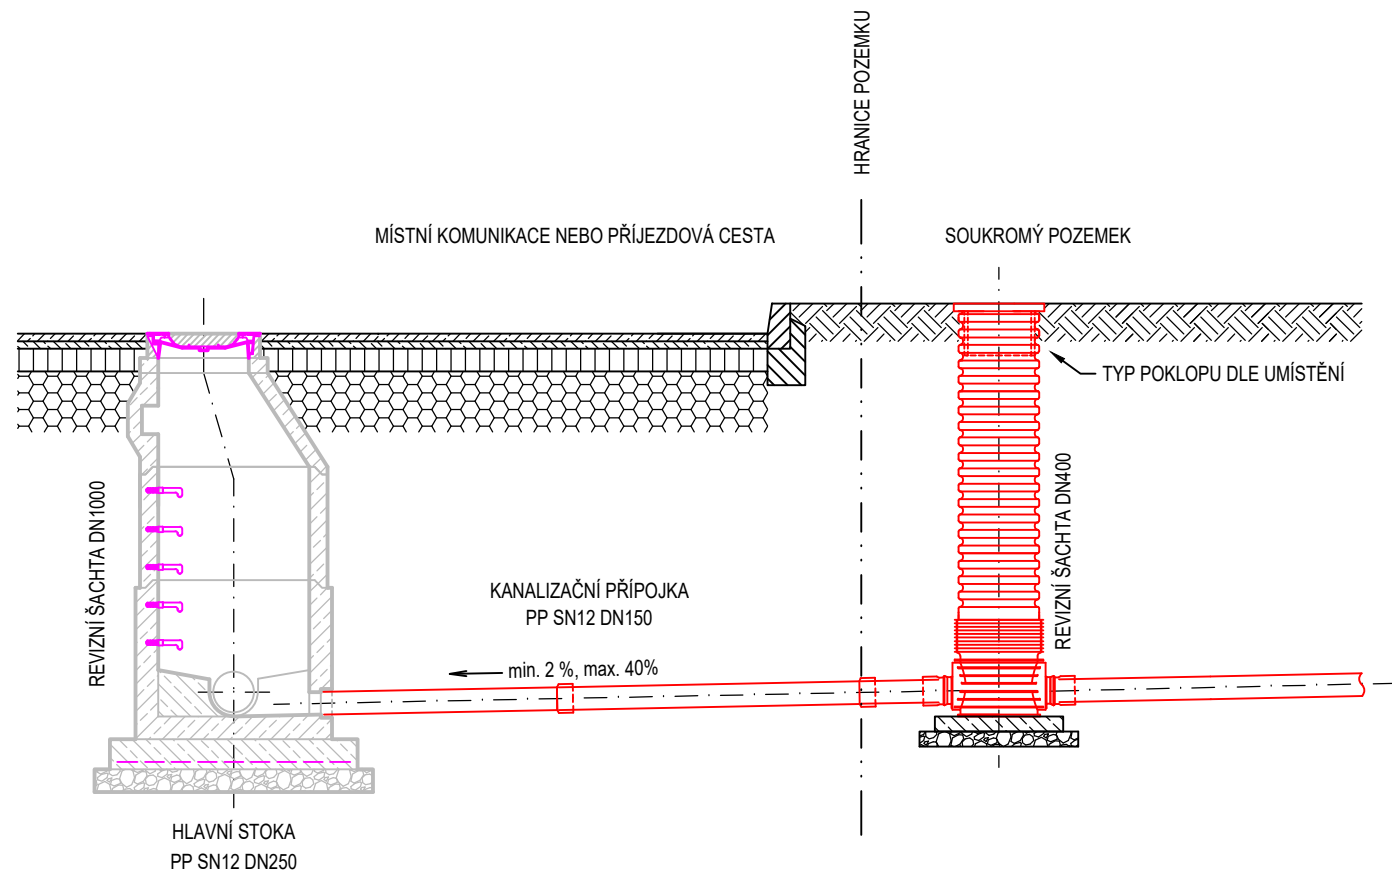 HRANICE POZEMKU
MÍSTNÍ KOMUNIKACE NEBO PŘÍJEZDOVÁ CESTA
SOUKROMÝ POZEMEK
TYP POKLOPU DLE UMÍSTĚNÍ
REVIZNÍ ŠACHTA DN1000
REVIZNÍ ŠACHTA DN400
KANALIZAČNÍ PŘÍPOJKA
PP SN12 DN150
min. 2 %, max. 40%
HLAVNÍ STOKA
PP SN12 DN250